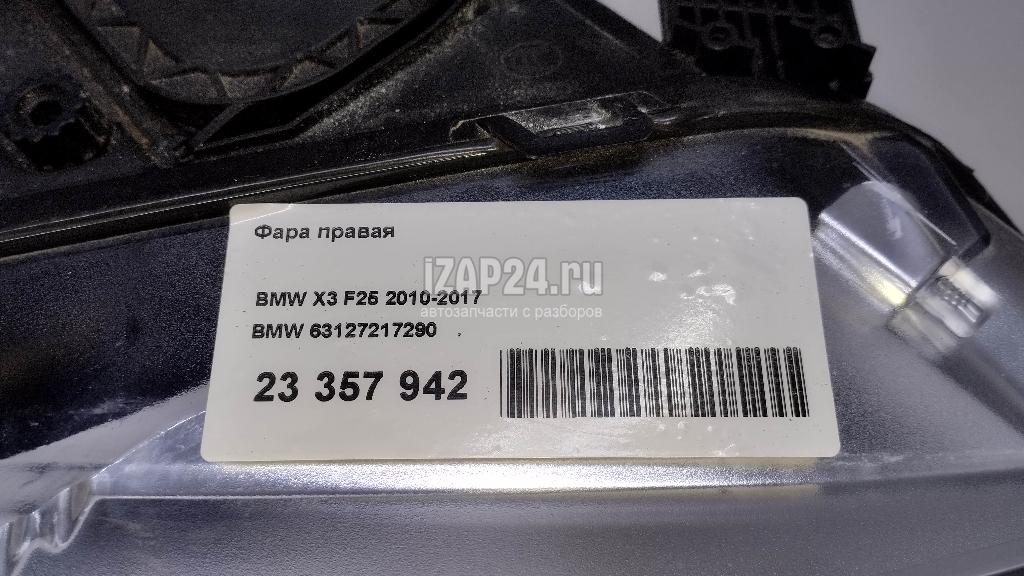 Фара правая
iZAP24.ru
BMW X3 F25 2010-2017
автозапчасти с разборов
BMW 63127217290
23 357 942